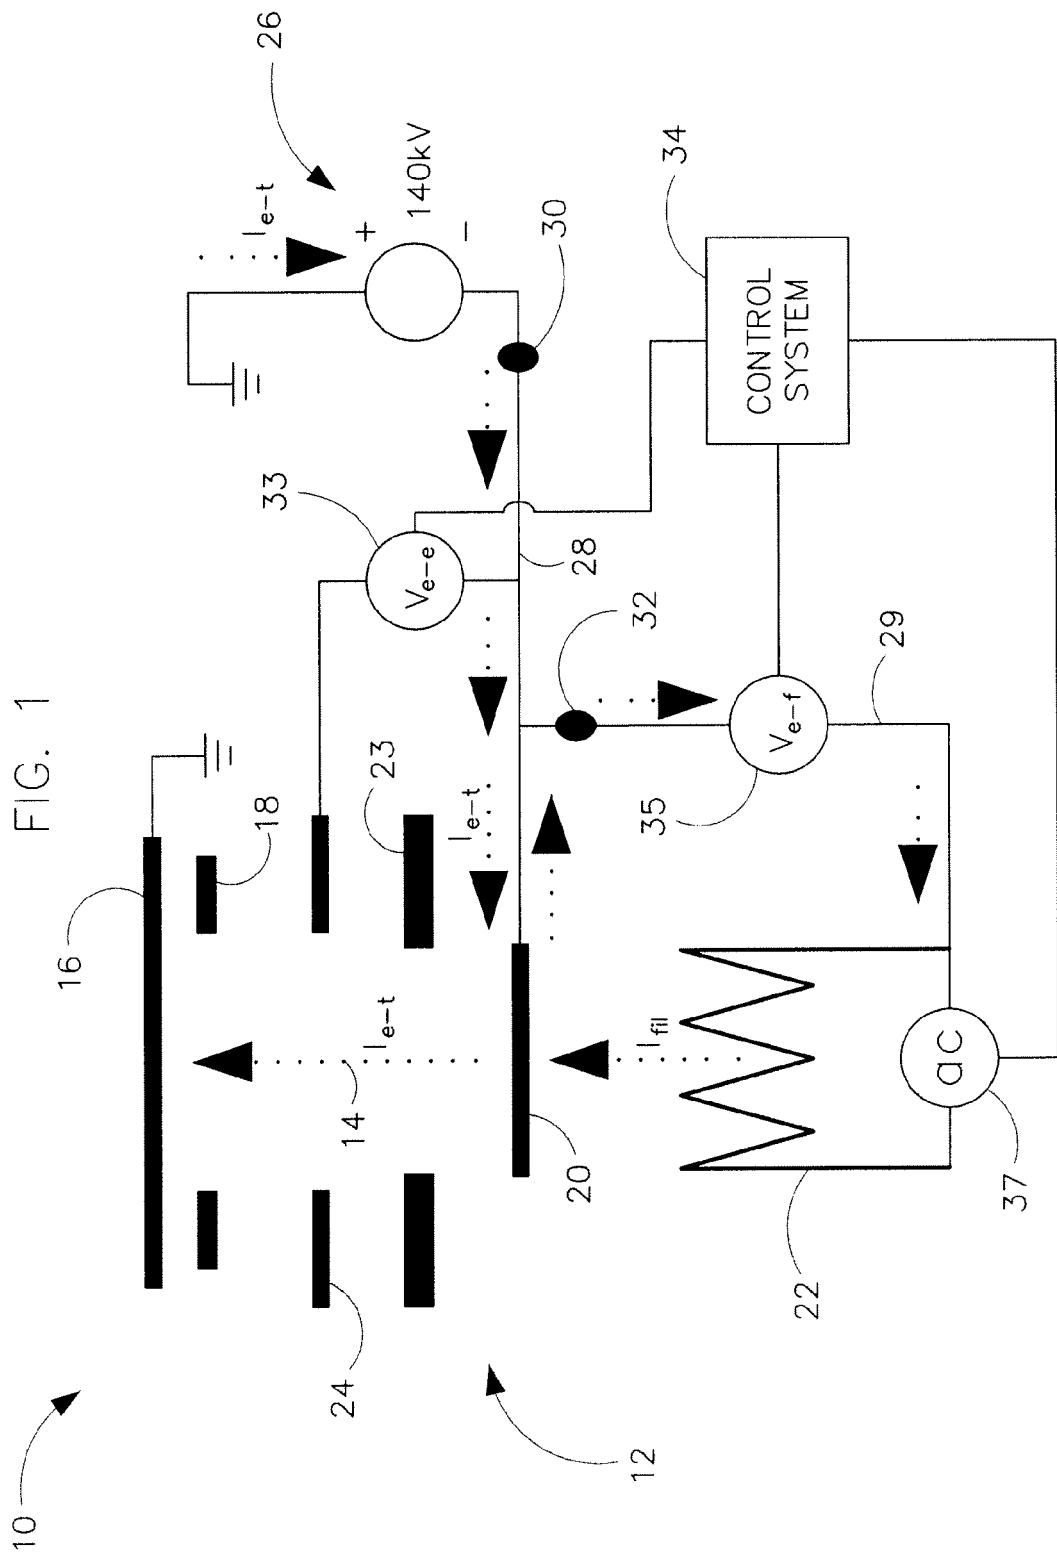 FIG. 1
10
12
16
18
24
23
14
I e-t
20
I e-t
22
I fil
37
ac
29
35
V e-f
32
28
33
V e-e
30
26
I e-t
+
140kV
−
34
CONTROL
SYSTEM